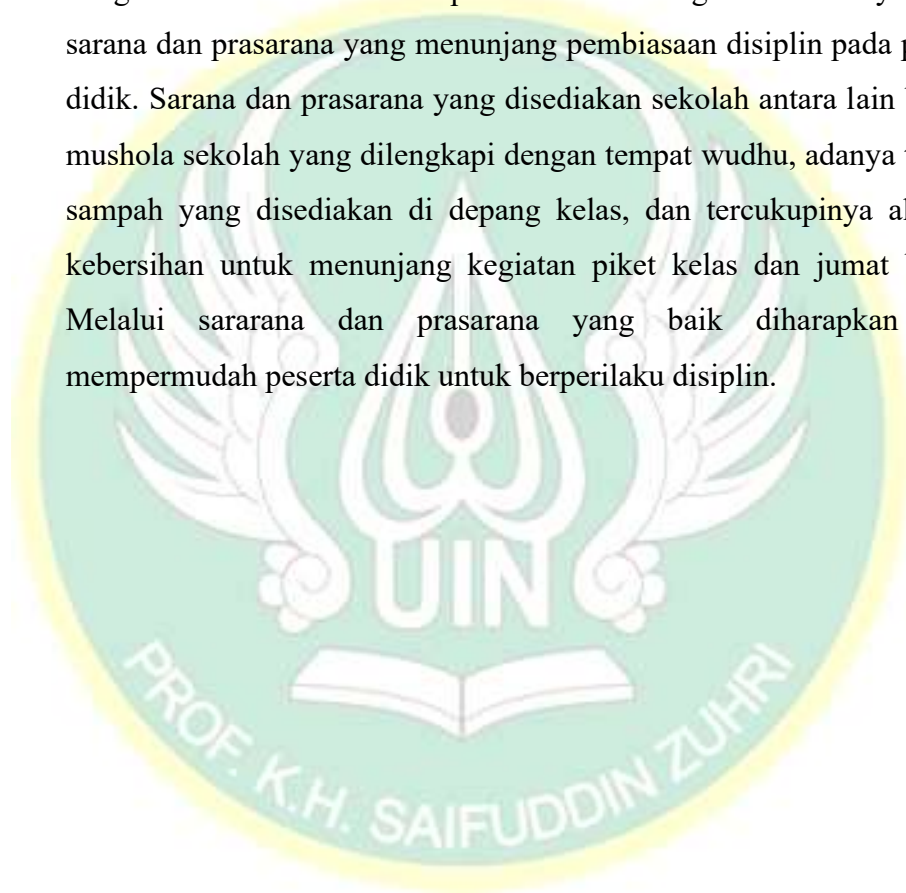 sarana dan prasarana yang menunjang pembiasaan disiplin pada
didik. Sarana dan prasarana yang disediakan sekolah antara lain
mushola sekolah yang dilengkapi dengan tempat wudhu, adanya
sampah yang disediakan di depang kelas, dan tercukupinya
kebersihan untuk menunjang kegiatan piket kelas dan jumat
Melalui sararana dan prasarana yang baik diharapkan
mempermudah peserta didik untuk berperilaku disiplin.
UIN
PROF. K.H. SAIFUDDIN ZUHRI